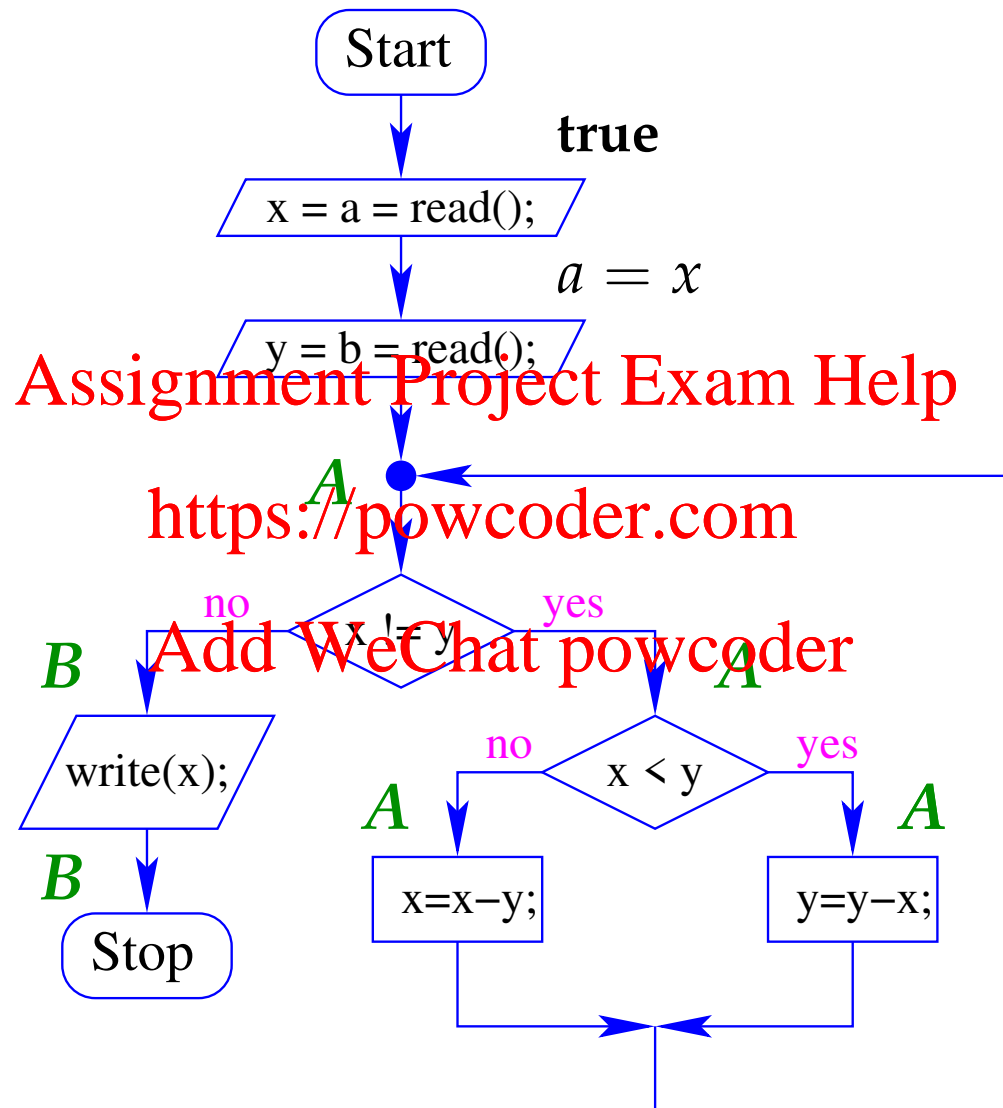 Start
true
x = a = read();
a = x
y = b = read();
Assignment Project Exam Help
A
https://powcoder.com
no
yes
x != y
B
Add WeChat powcoder
A
write(x);
no
yes
x < y
A
A
B
x=x−y;
y=y−x;
Stop